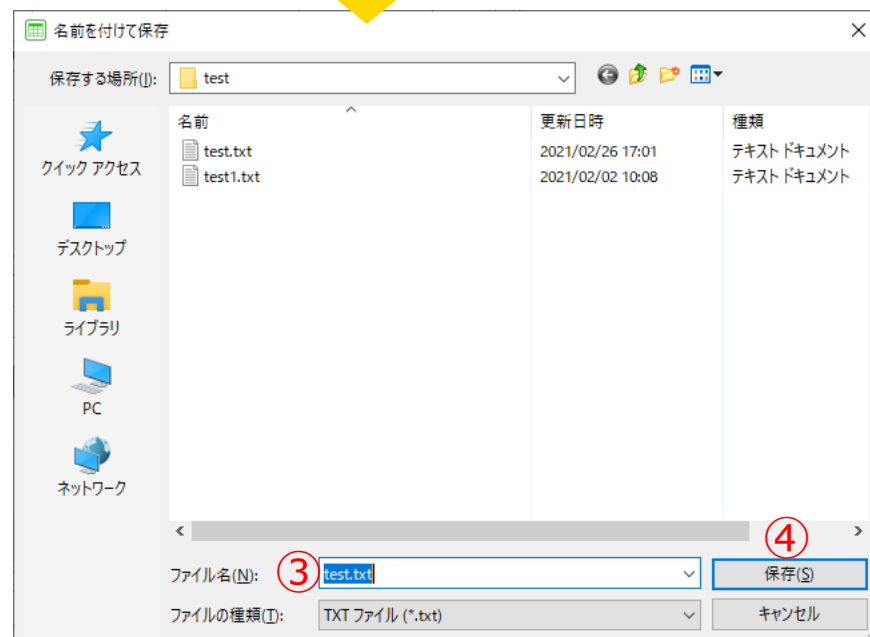 名前を付けて保存
保存する場所(I): test
名前 更新日時 種類
test.txt 2021/02/26 17:01 テキスト ドキュメント
test1.txt 2021/02/02 10:08 テキスト ドキュメント
クイック アクセス
デスクトップ
ライブラリ
PC
ネットワーク
④
ファイル名(N): ③ test.txt 保存(S)
ファイルの種類(T): TXT ファイル (*.txt) キャンセル